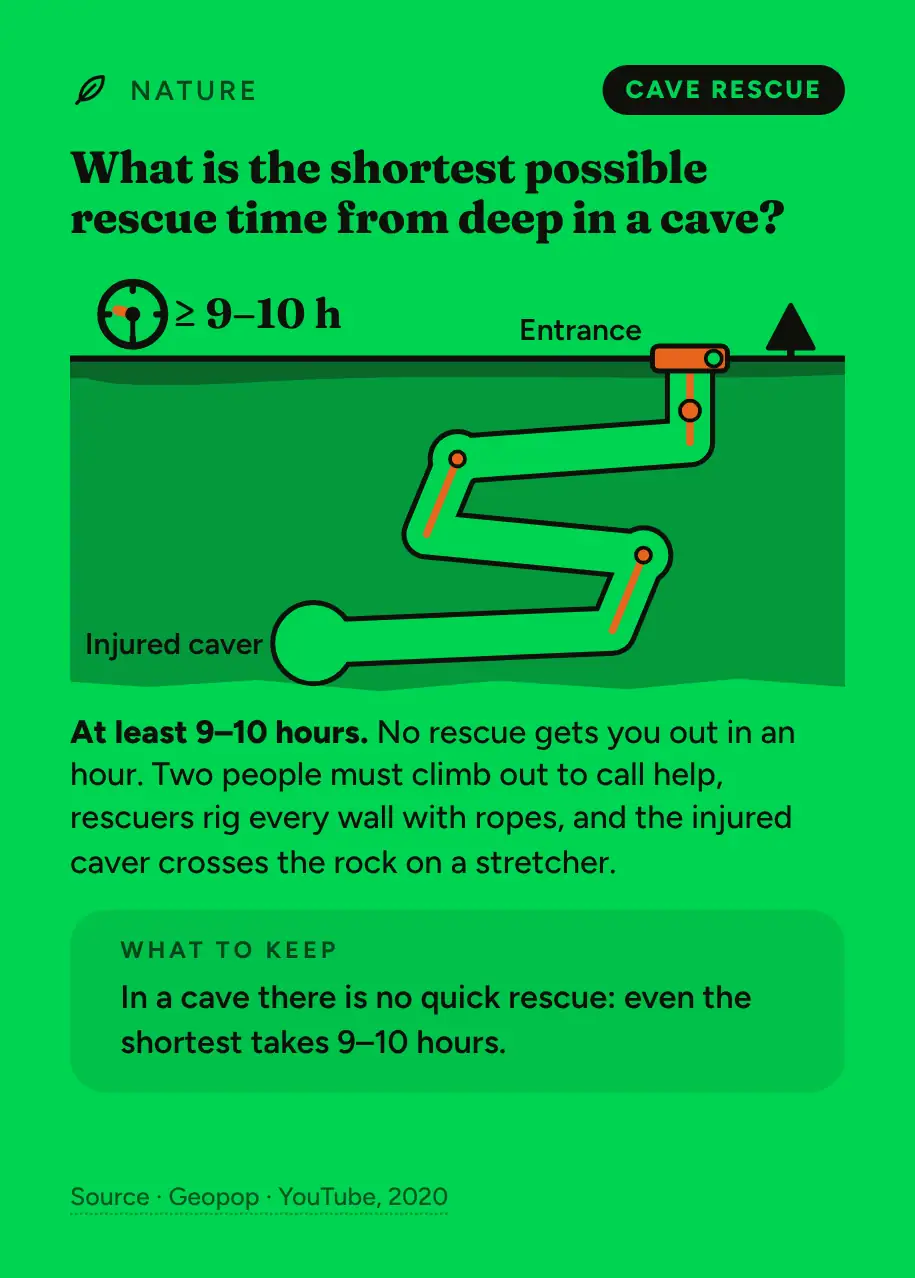 NATURE
CAVE RESCUE
What is the shortest possible
rescue time from deep in a cave?
≥ 9–10 h
Entrance
Injured caver
At least 9–10 hours. No rescue gets you out in an
hour. Two people must climb out to call help,
rescuers rig every wall with ropes, and the injured
caver crosses the rock on a stretcher.
WHAT TO KEEP
In a cave there is no quick rescue: even the
shortest takes 9–10 hours.
Source · Geopop · YouTube, 2020